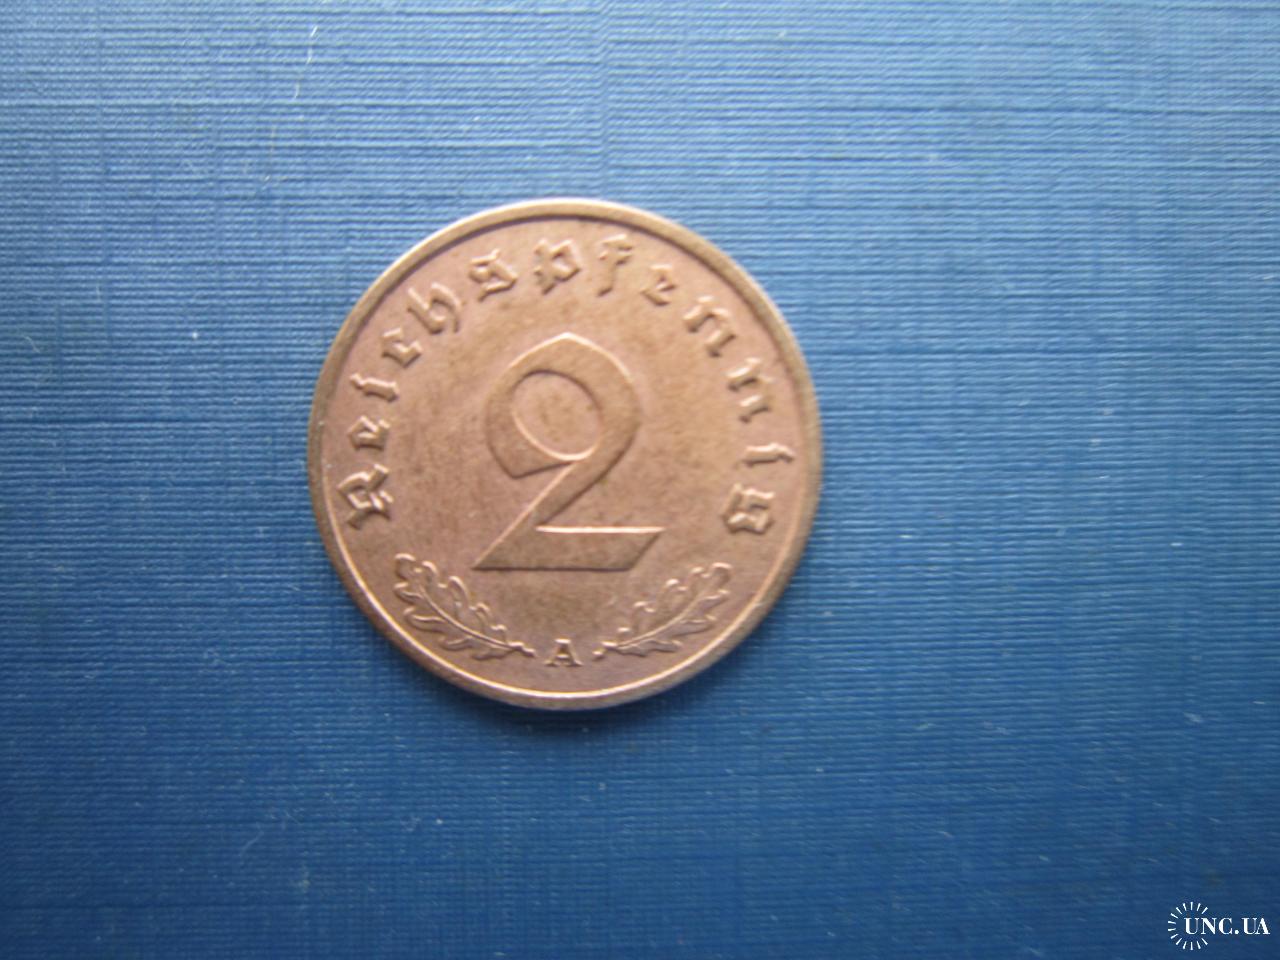 Reichspfennig
2
A
UNC.UA